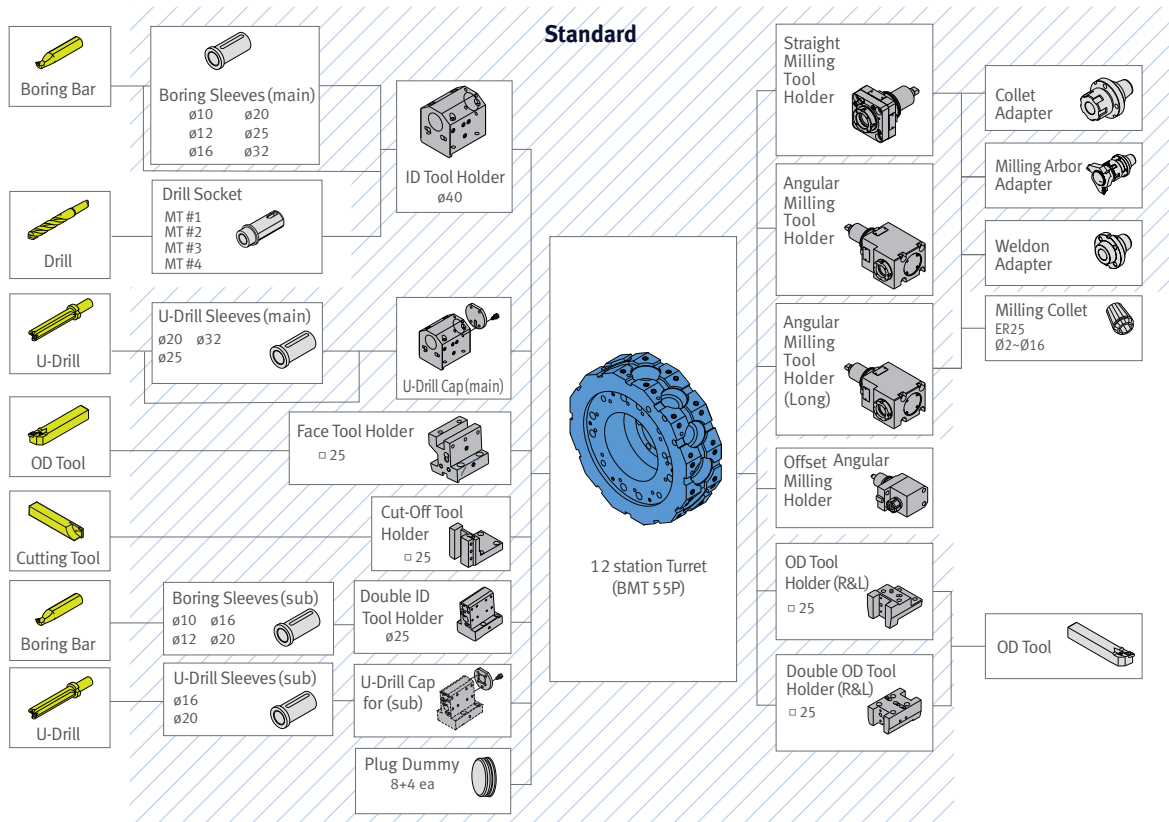 Standard
Boring Bar
Boring Sleeves (main)
ø10 ø20
ø12 ø25
ø16 ø32
ID Tool Holder
ø40
Drill
Drill Socket
MT #1
MT #2
MT #3
MT #4
U-Drill
U-Drill Sleeves (main)
ø20 ø32
ø25
U-Drill Cap (main)
OD Tool
Face Tool Holder
□ 25
Cutting Tool
Cut-Off Tool
Holder
□ 25
Boring Bar
Boring Sleeves (sub)
ø10 ø16
ø12 ø20
Double ID
Tool Holder
ø25
U-Drill
U-Drill Sleeves (sub)
ø16
ø20
U-Drill Cap
for (sub)
Plug Dummy
8+4 ea
12 station Turret
(BMT 55P)
Straight
Milling
Tool
Holder
Angular
Milling
Tool
Holder
Angular
Milling
Tool
Holder
(Long)
Offset Angular
Milling
Holder
OD Tool
Holder (R&L)
□ 25
Double OD Tool
Holder (R&L)
□ 25
Collet
Adapter
Milling Arbor
Adapter
Weldon
Adapter
Milling Collet
ER25
Ø2~Ø16
OD Tool